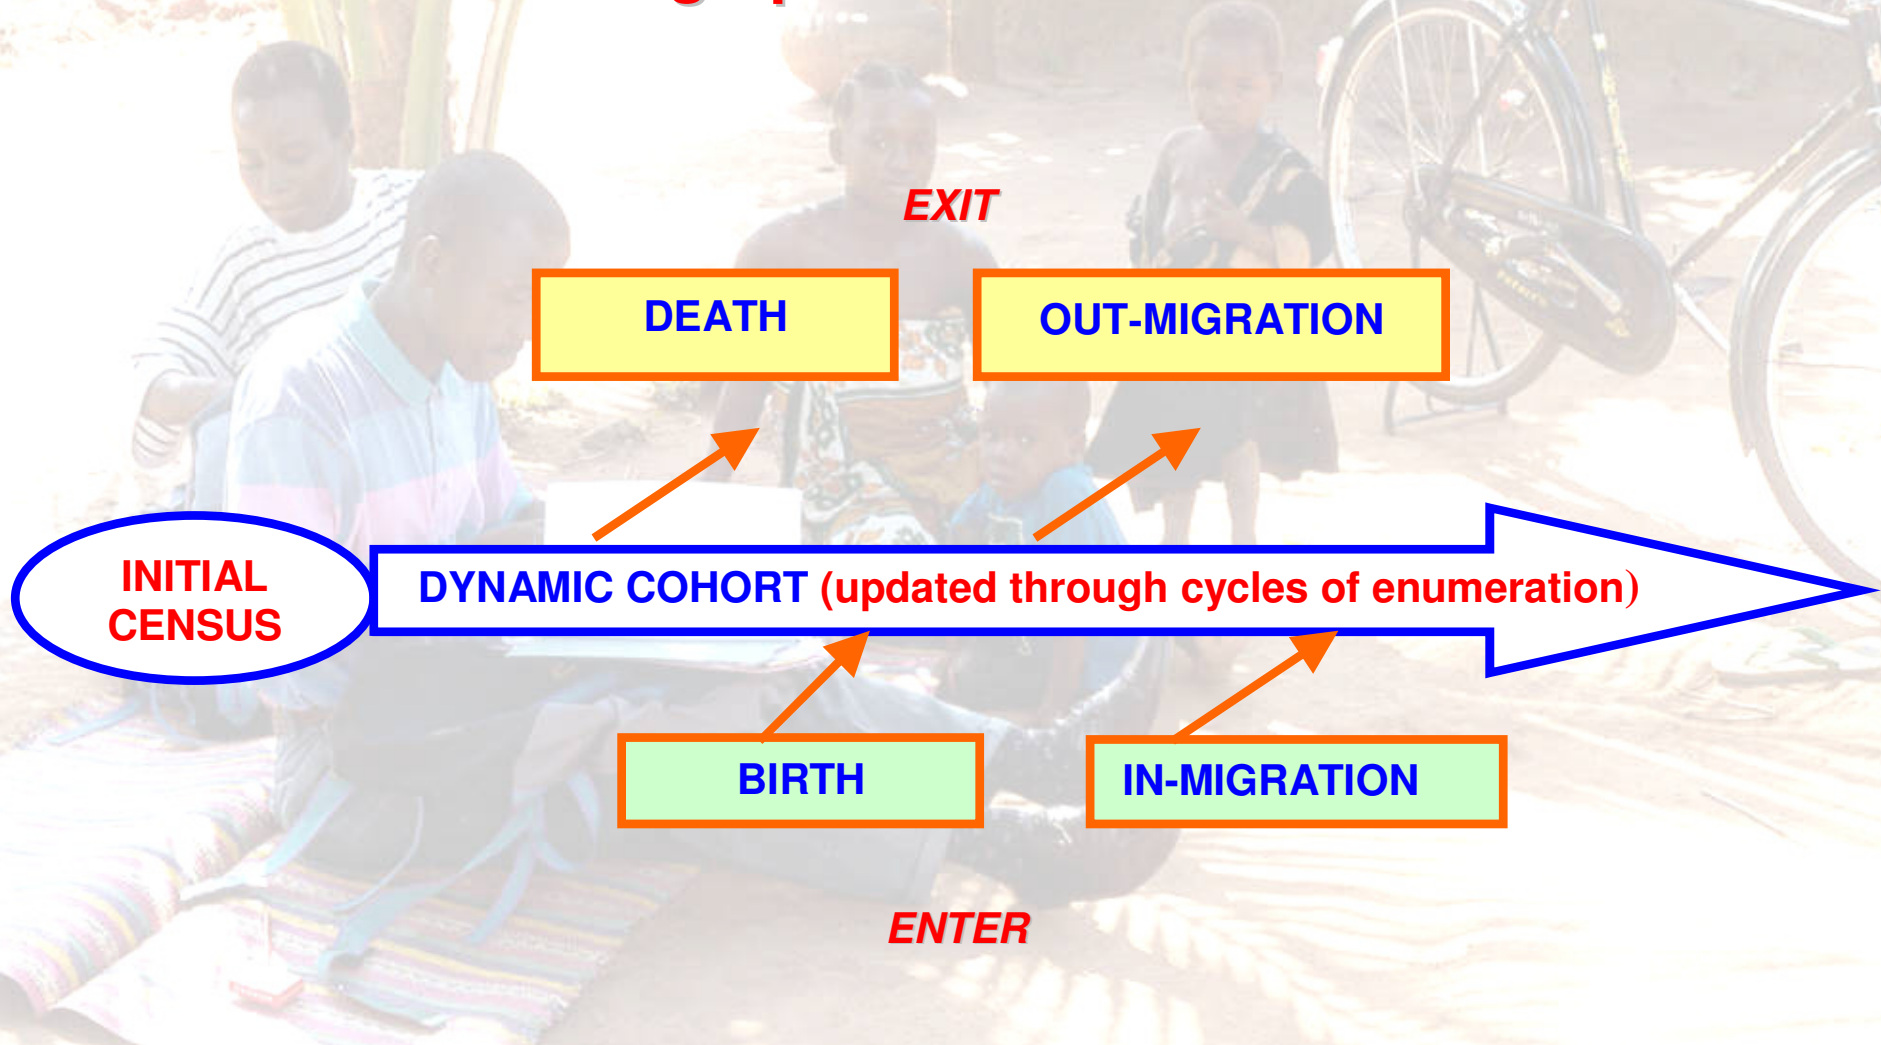 EXIT
DEATH
OUT-MIGRATION
INITIAL
CENSUS
DYNAMIC COHORT (updated through cycles of enumeration)
BIRTH
IN-MIGRATION
ENTER